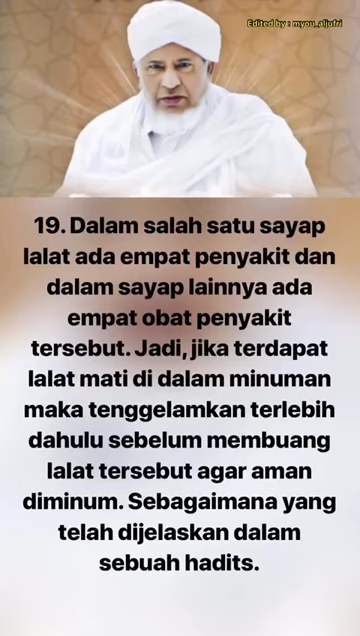 Edited by : myou_aljufri
19. Dalam salah satu sayap
lalat ada empat penyakit dan
dalam sayap lainnya ada
empat obat penyakit
tersebut. Jadi, jika terdapat
lalat mati di dalam minuman
maka tenggelamkan terlebih
dahulu sebelum membuang
lalat tersebut agar aman
diminum. Sebagaimana yang
telah dijelaskan dalam
sebuah hadits.